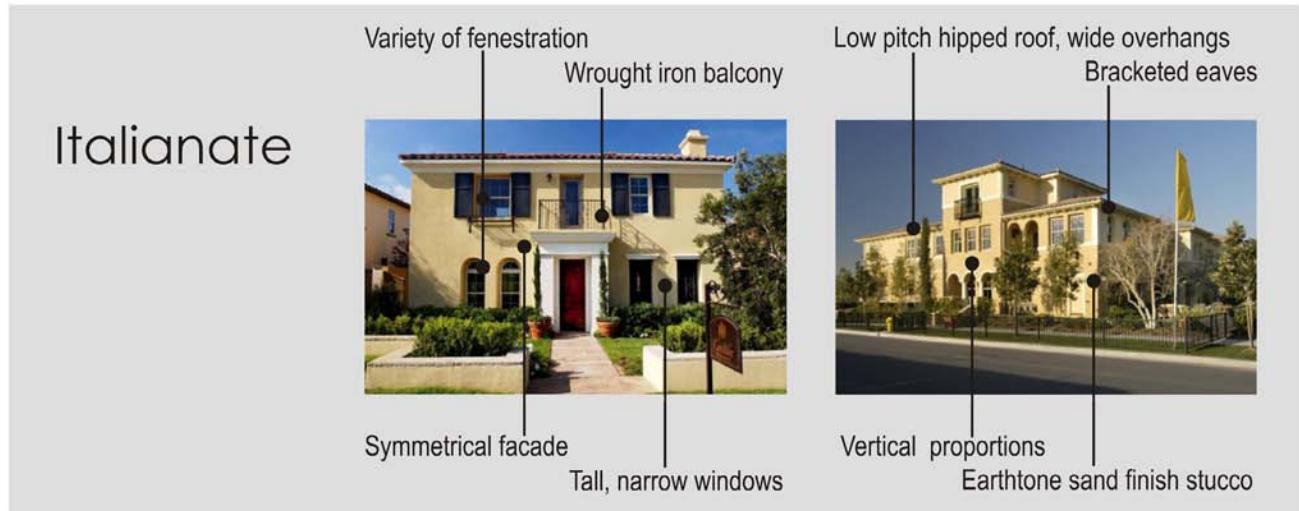 Italianate
Variety of fenestration
Wrought iron balcony
Symmetrical facade
Tall, narrow windows
Low pitch hipped roof, wide overhangs
Bracketed eaves
Vertical proportions
Earthtone sand finish stucco